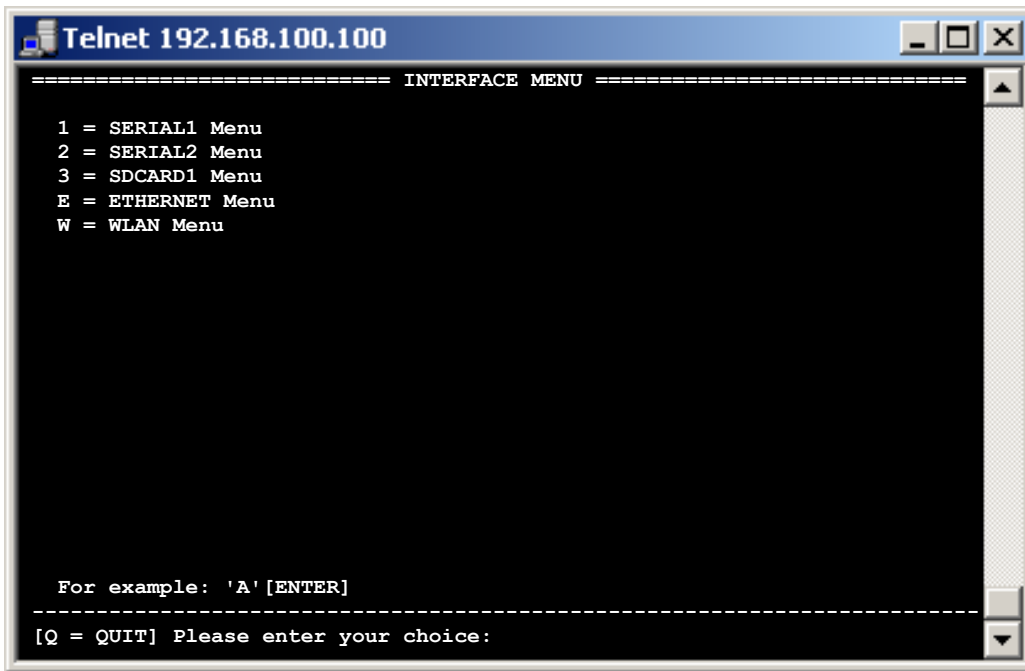 Telnet 192.168.100.100
============================ INTERFACE MENU =============================
1 = SERIAL1 Menu
2 = SERIAL2 Menu
3 = SDCARD1 Menu
E = ETHERNET Menu
W = WLAN Menu
For example: 'A'[ENTER]
--------------------------------------------------------------------------
[Q = QUIT] Please enter your choice: